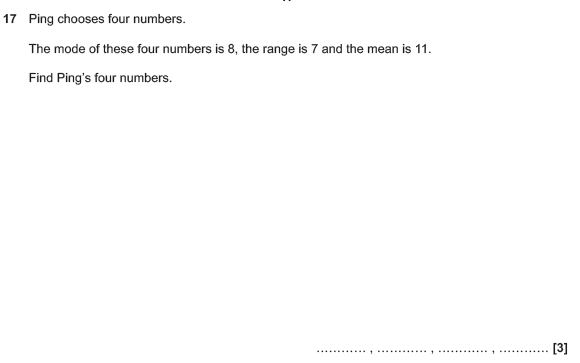 17 Ping chooses four numbers.
The mode of these four numbers is 8, the range is 7 and the mean is 11.
Find Ping's four numbers.
............ , ............ , ............ , ............ [3]